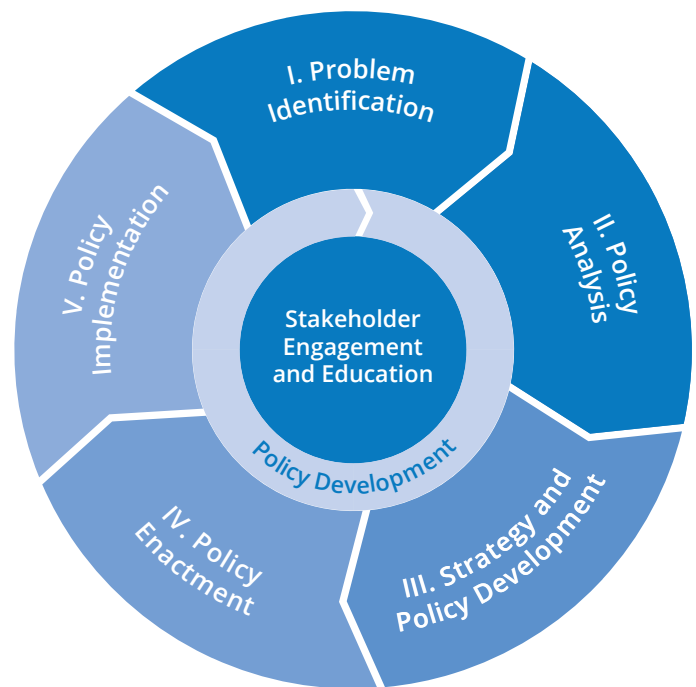 I. Problem
Identification
II. Policy
Analysis
III. Strategy and
Policy Development
IV. Policy
Enactment
V. Policy
Implementation
Stakeholder
Engagement
and Education
Policy Development